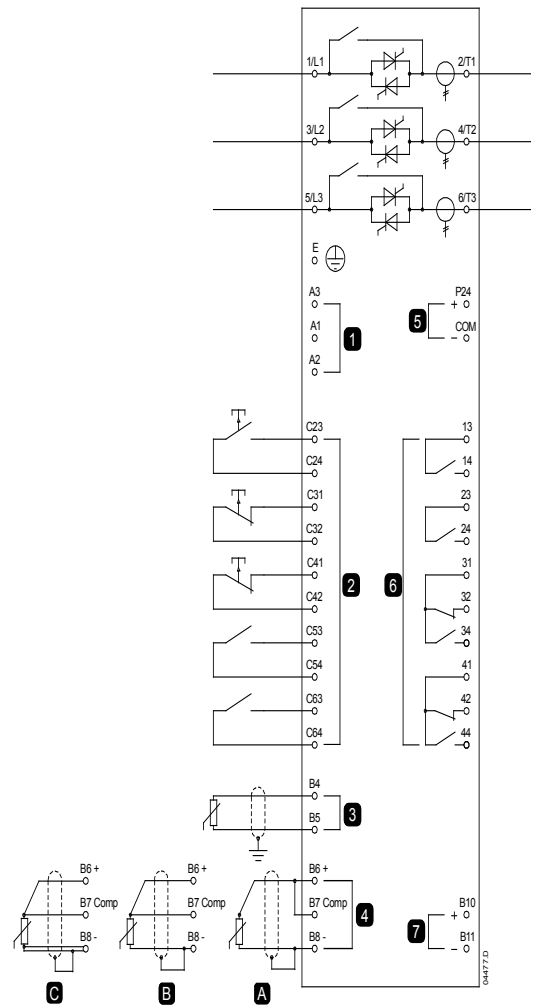 1/L1 2/T1
3/L2 4/T2
5/L3 6/T3
E
A3 P24
+
1 5
A1 COM
-
A2
C23 13
C24 14
C31 23
C32 24
C41 31
2 6
C42 32
C53 34
C54 41
C63 42
C64 44
B4
3
B5
B6 + B6 + B6 +
B7 Comp B7 Comp B7 Comp 4 B10
+
7
B8 - B8 - B8 - B11
-
C B A
04477.D